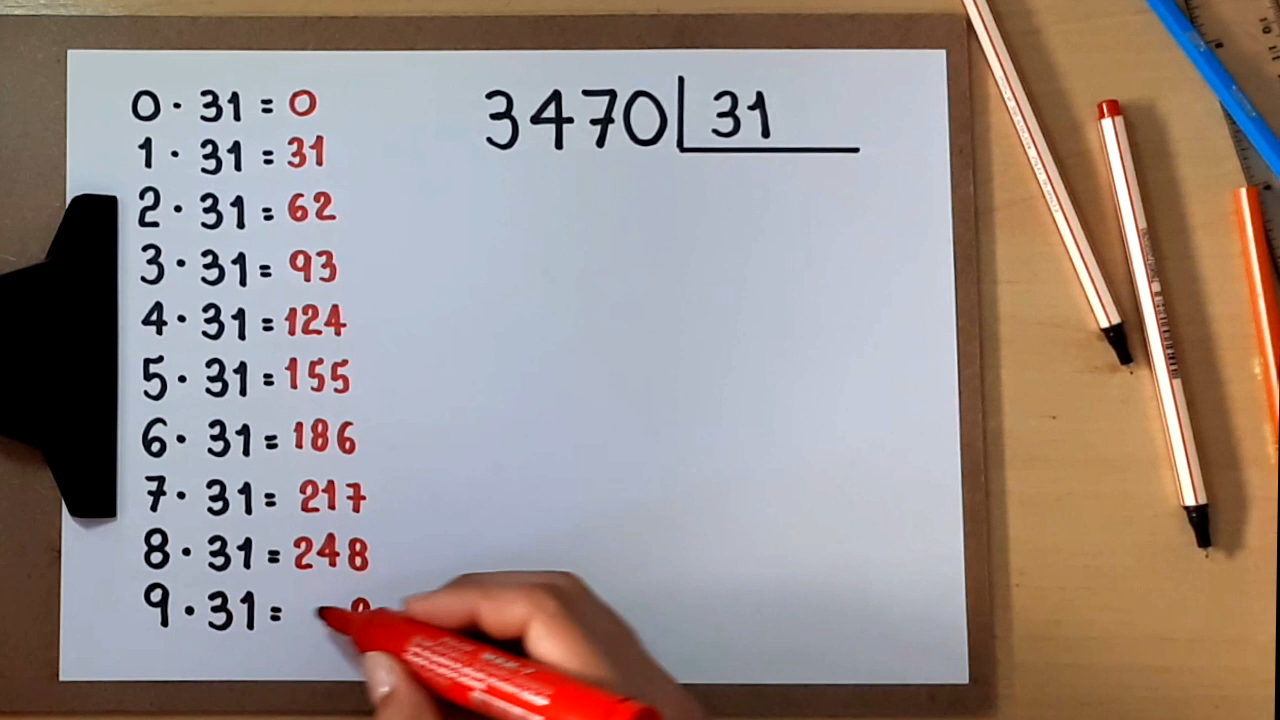 0 · 31 = 0
1 · 31 = 31
2 · 31 = 62
3 · 31 = 93
4 · 31 = 124
5 · 31 = 155
6 · 31 = 186
7 · 31 = 217
8 · 31 = 248
9 · 31 =
3470 31